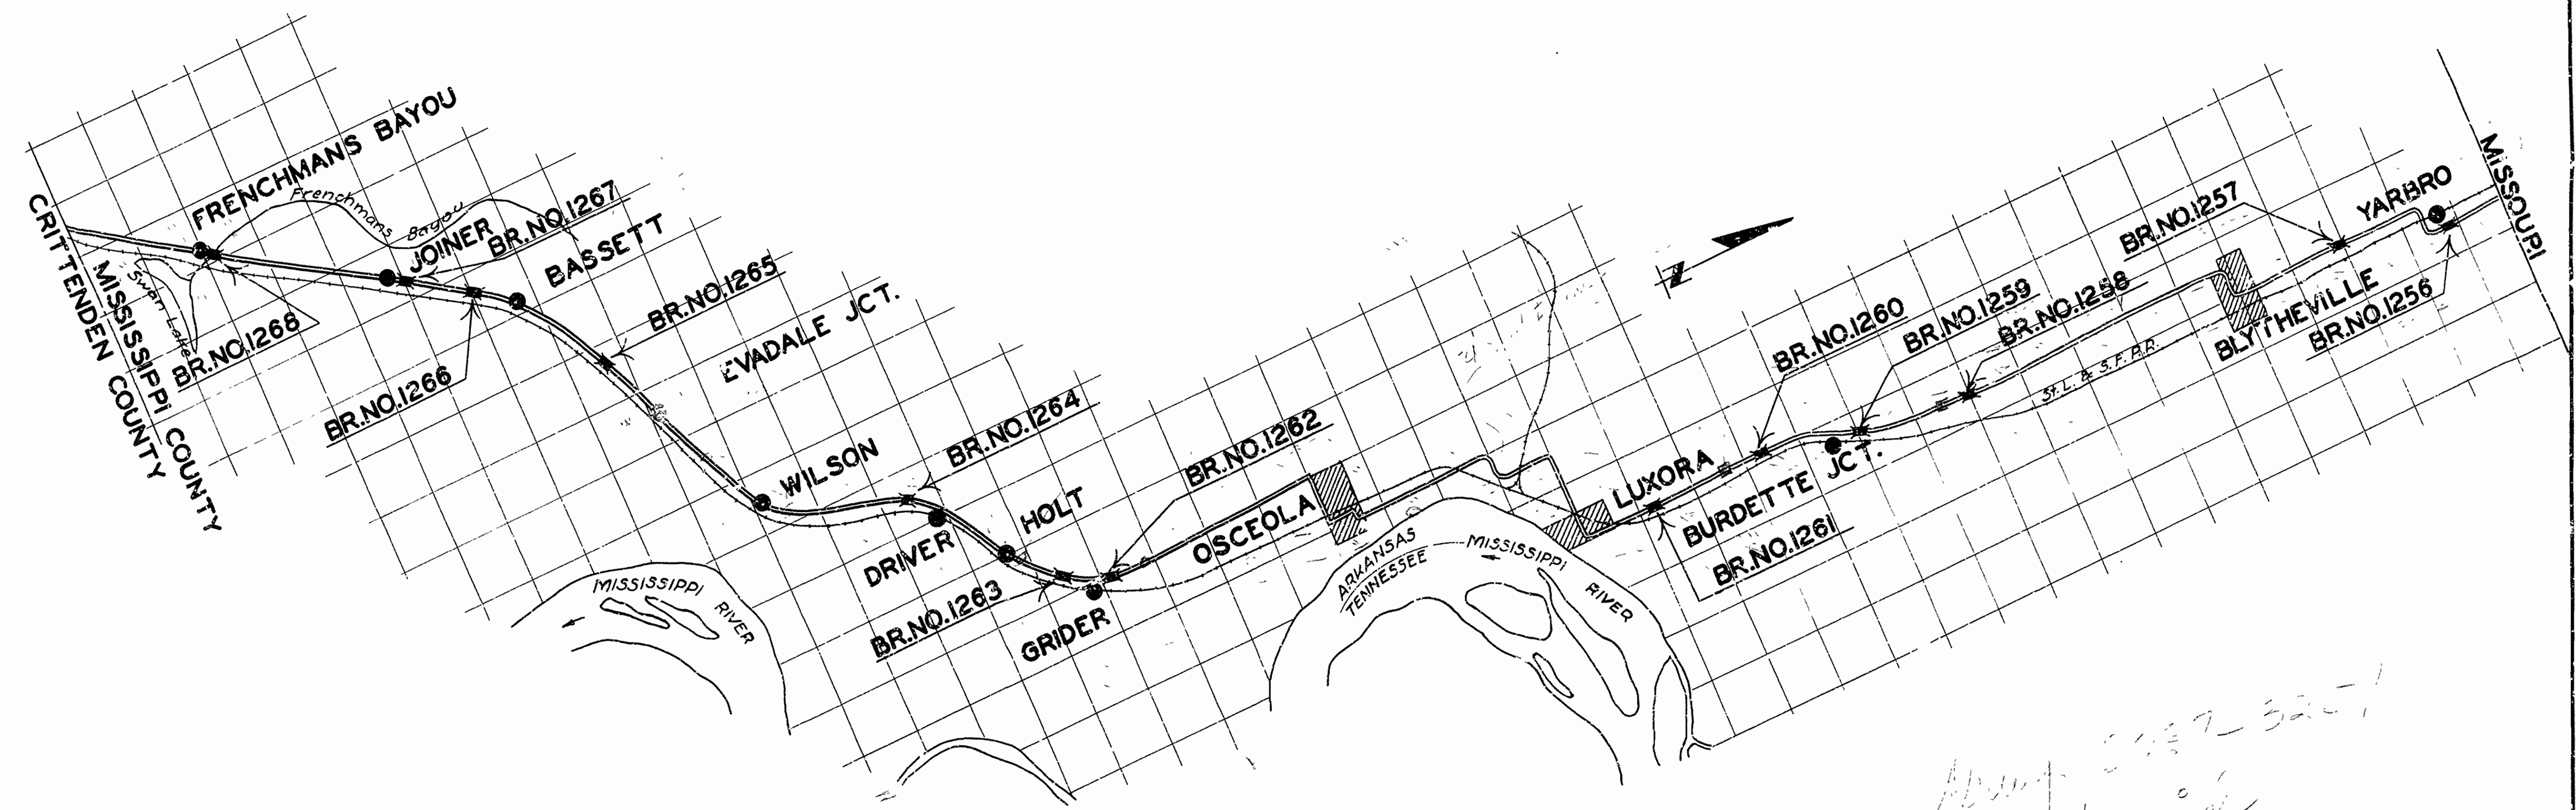 CRITTENDEN COUNTY
MISSISSIPPI COUNTY
FRENCHMANS BAYOU
Frenchmans Bayou
Swan Lake
BR.NO.1268
JOINER
BR.NO.1267
BR.NO.1266
BASSETT
BR.NO.1265
EVADALE JCT.
WILSON
BR.NO.1264
DRIVER
HOLT
BR.NO.1263
GRIDER
BR.NO.1262
MISSISSIPPI RIVER
OSCEOLA
ARKANSAS
TENNESSEE
MISSISSIPPI RIVER
N
LUXORA
BR.NO.1261
BURDETTE JCT.
BR.NO.1260
BR.NO.1259
BR.NO.1258
St.L. & S.F.R.R.
BLYTHEVILLE
BR.NO.1257
YARBRO
BR.NO.1256
MISSOURI